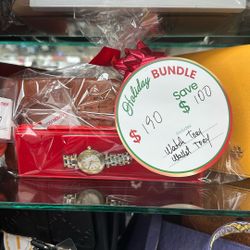 Holiday
BUNDLE
save
$100
$190
Watch Tray
Wallet Tray